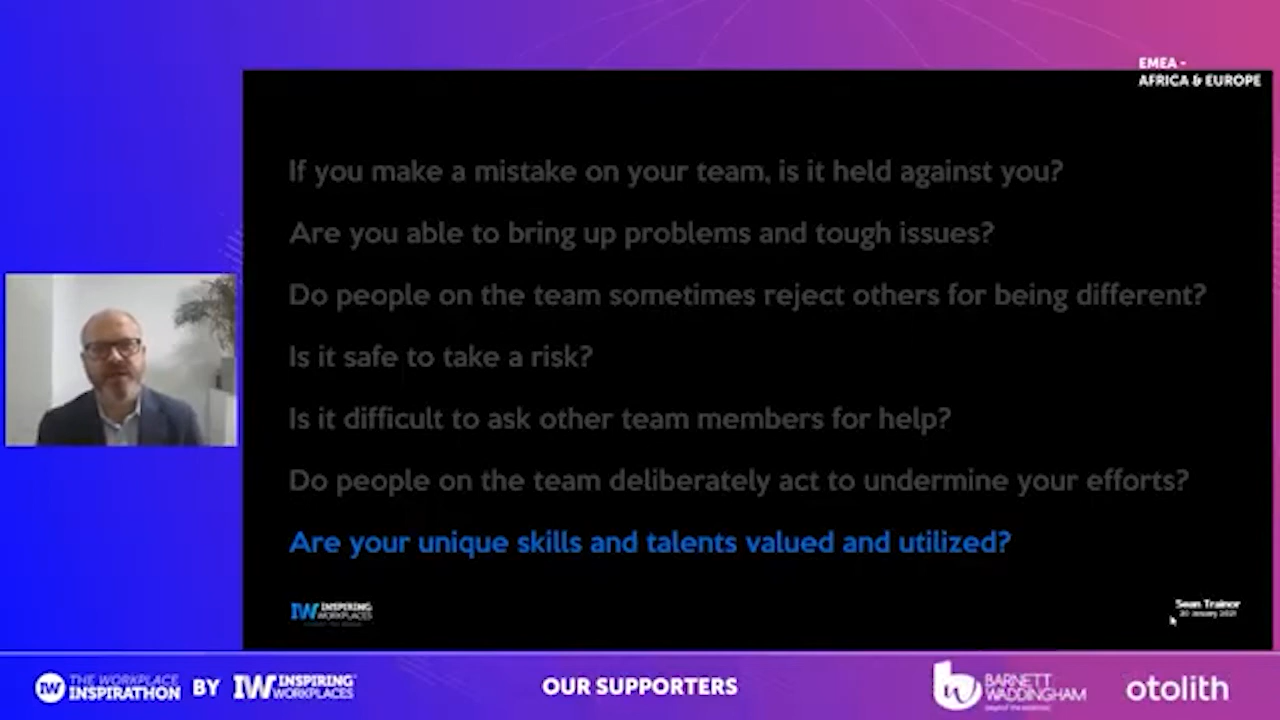 EMEA -
AFRICA & EUROPE
If you make a mistake on your team, is it held against you?
Are you able to bring up problems and tough issues?
Do people on the team sometimes reject others for being different?
Is it safe to take a risk?
Is it difficult to ask other team members for help?
Do people on the team deliberately act to undermine your efforts?
Are your unique skills and talents valued and utilized?
IW INSPIRING
WORKPLACES
Sean Trainor
20 January 2021
IW THE WORKPLACE
INSPIRATHON
BY
IW INSPIRING
WORKPLACES
OUR SUPPORTERS
BARNETT
WADDINGHAM
otolith